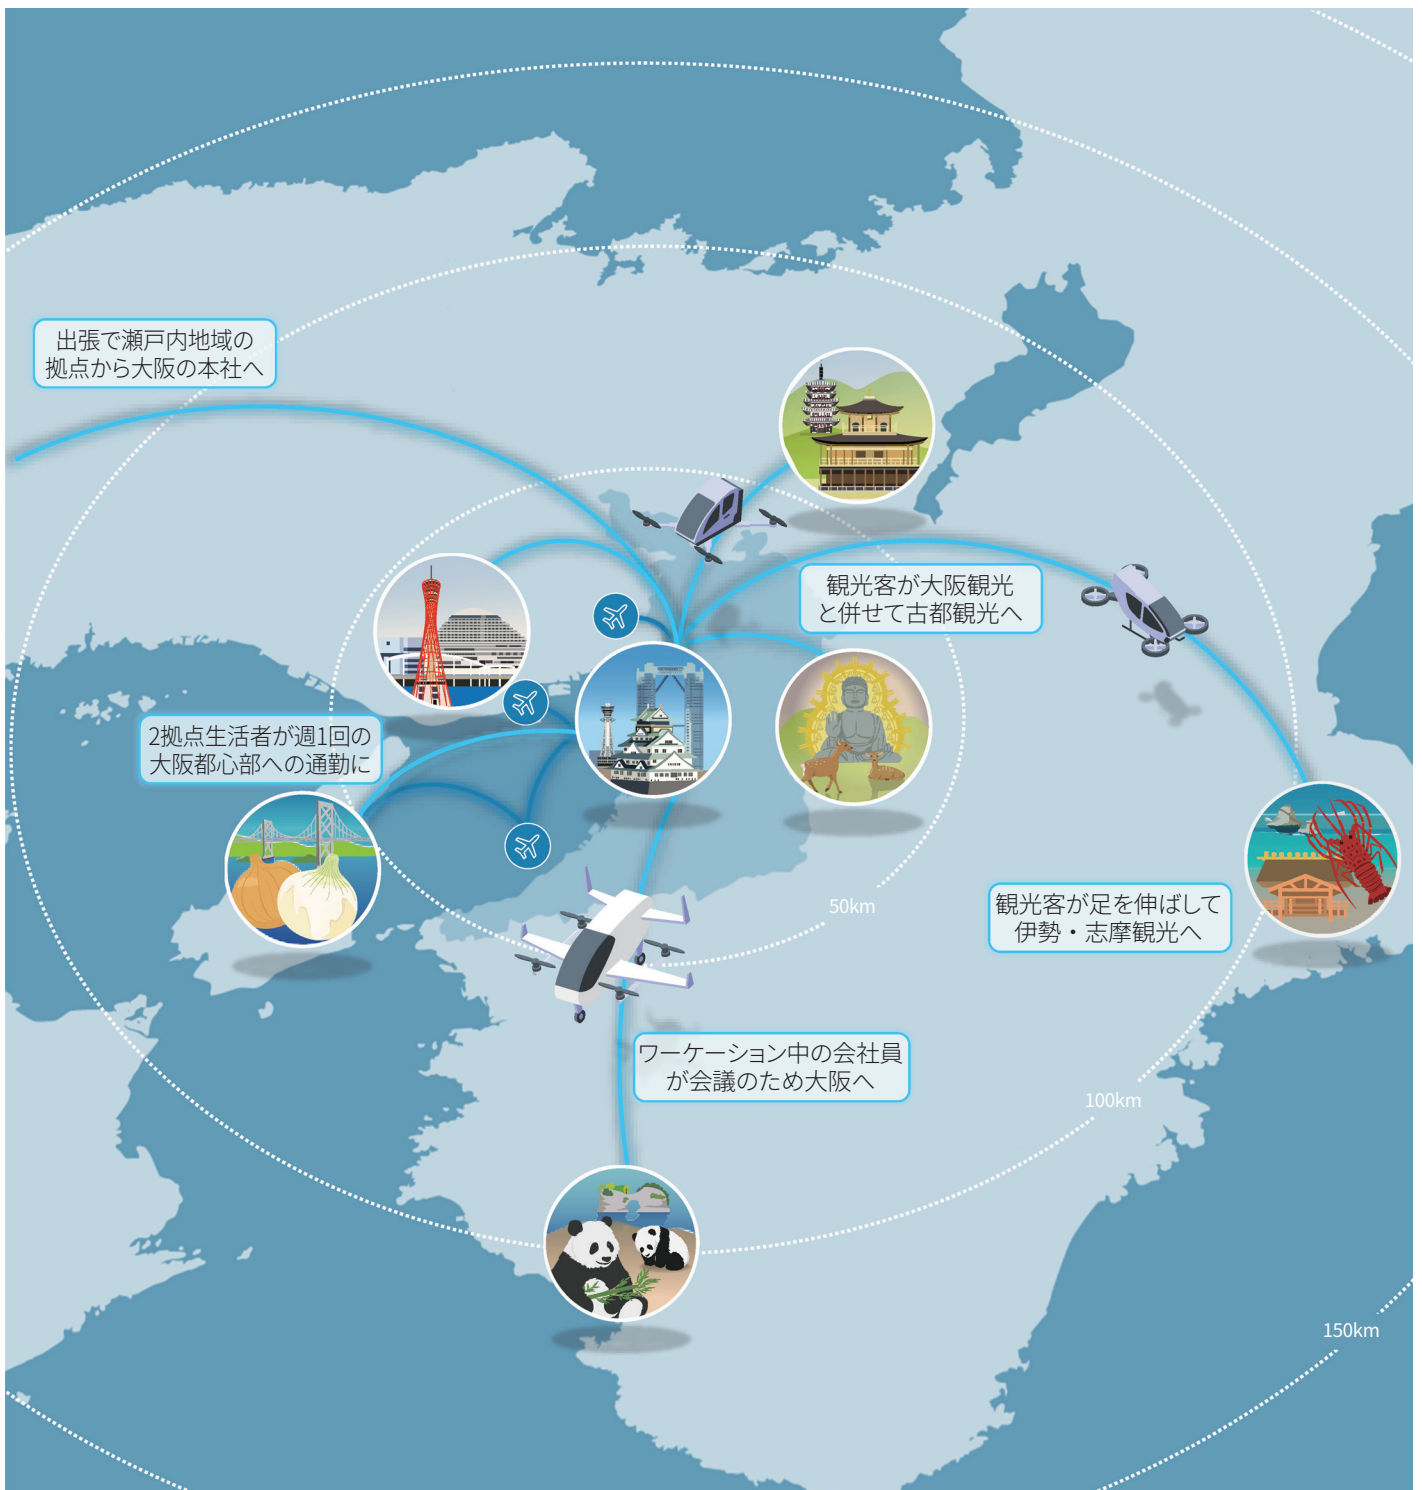 出張で瀬戸内地域の
拠点から大阪の本社へ
観光客が大阪観光
と併せて古都観光へ
2拠点生活者が週1回の
大阪都心部への通勤に
50km
観光客が足を伸ばして
伊勢・志摩観光へ
ワーケーション中の会社員
が会議のため大阪へ
100km
150km